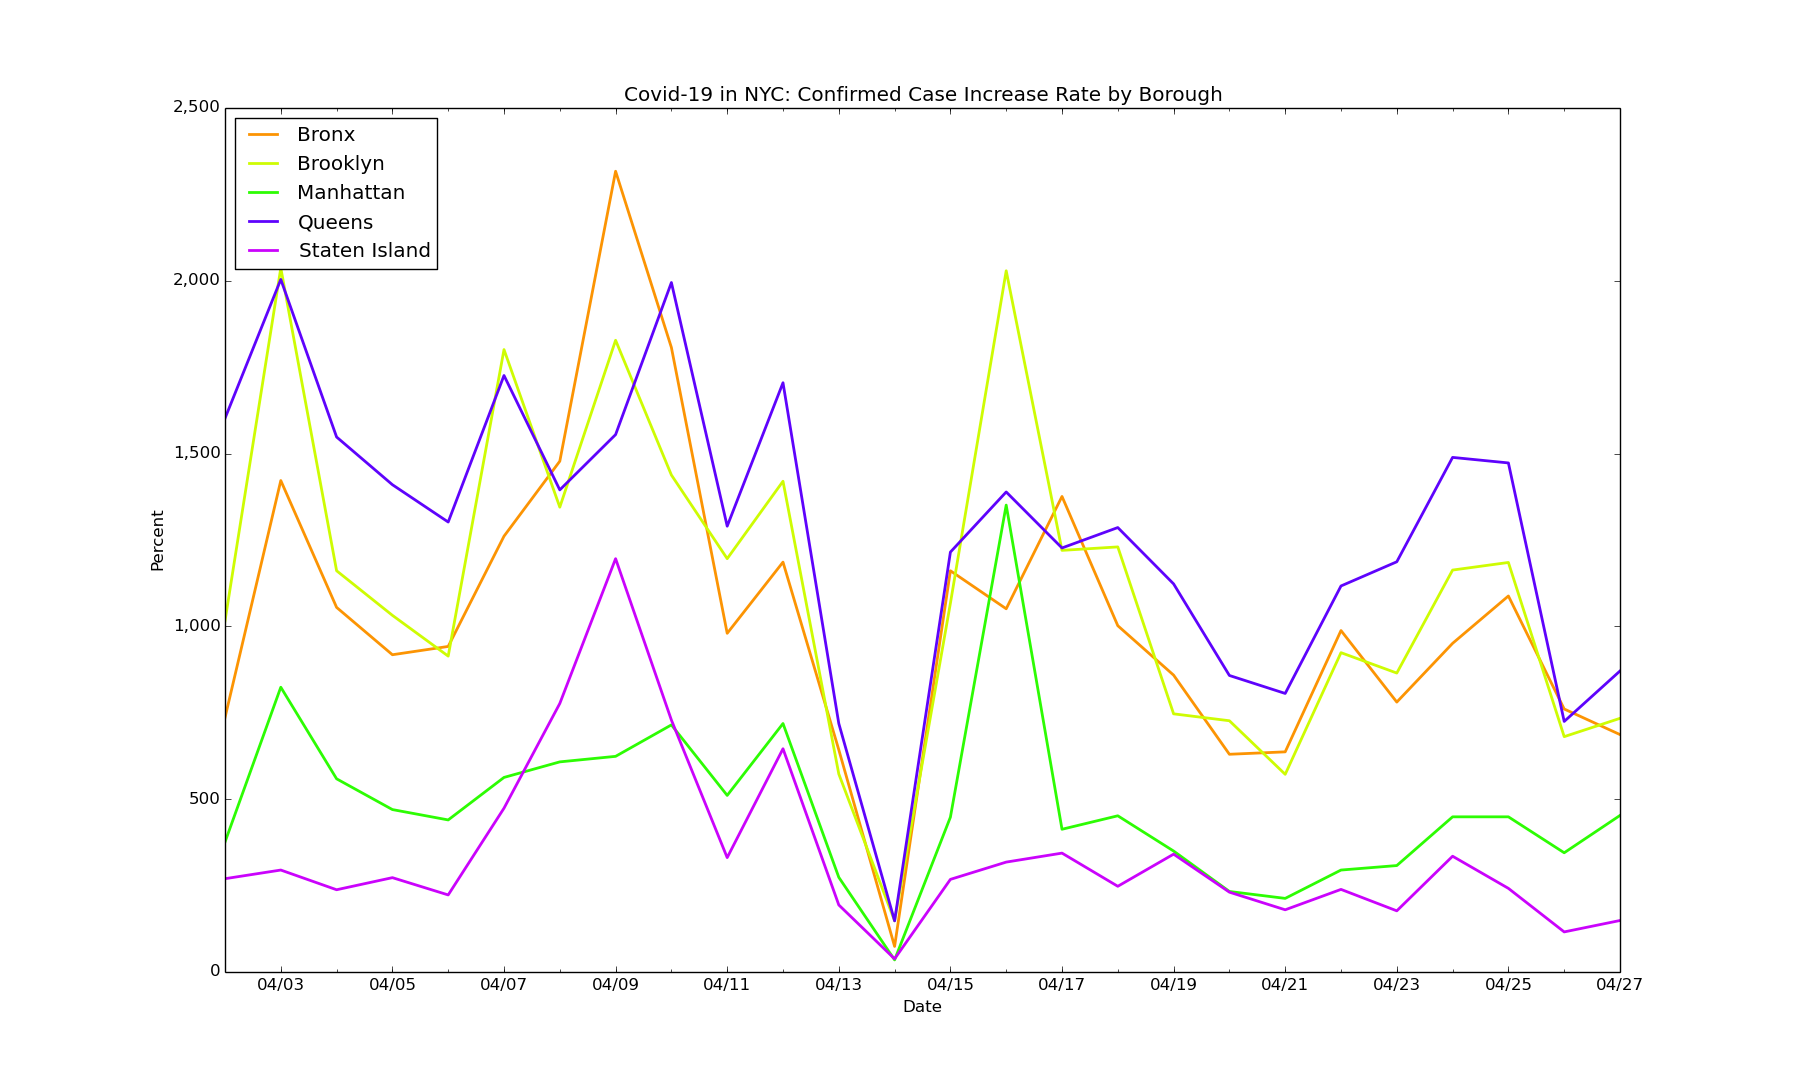 Covid-19 in NYC: Confirmed Case Increase Rate by Borough
2,500
2,000
1,500
1,000
500
0
Percent
Bronx
Brooklyn
Manhattan
Queens
Staten Island
04/03 04/05 04/07 04/09 04/11 04/13 04/15 04/17 04/19 04/21 04/23 04/25 04/27
Date